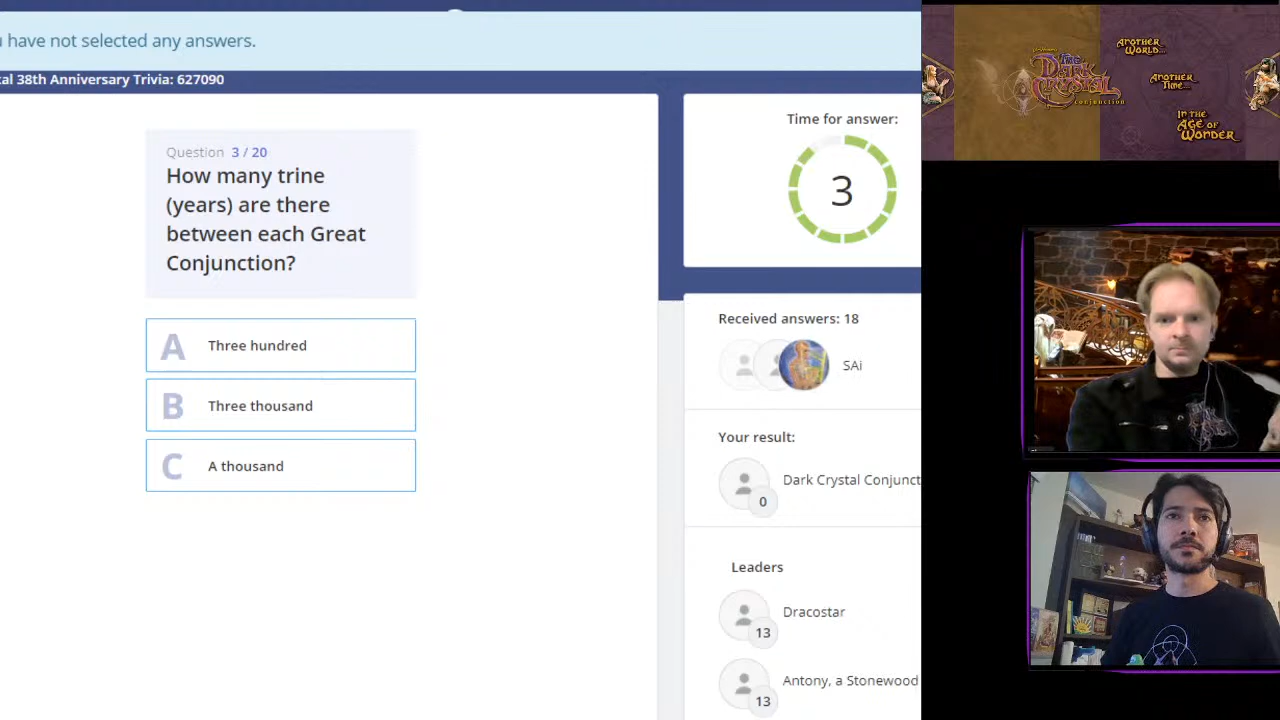 u have not selected any answers.
tal 38th Anniversary Trivia: 627090
Question 3 / 20
How many trine
(years) are there
between each Great
Conjunction?
A Three hundred
B Three thousand
C A thousand
Time for answer:
3
Received answers: 18
SAi
Your result:
Dark Crystal Conjunct
0
Leaders
Dracostar
13
Antony, a Stonewood
13
The
Dark
Crystal
conjunction
Another
World...
Another
Time...
In the
Age of
Wonder